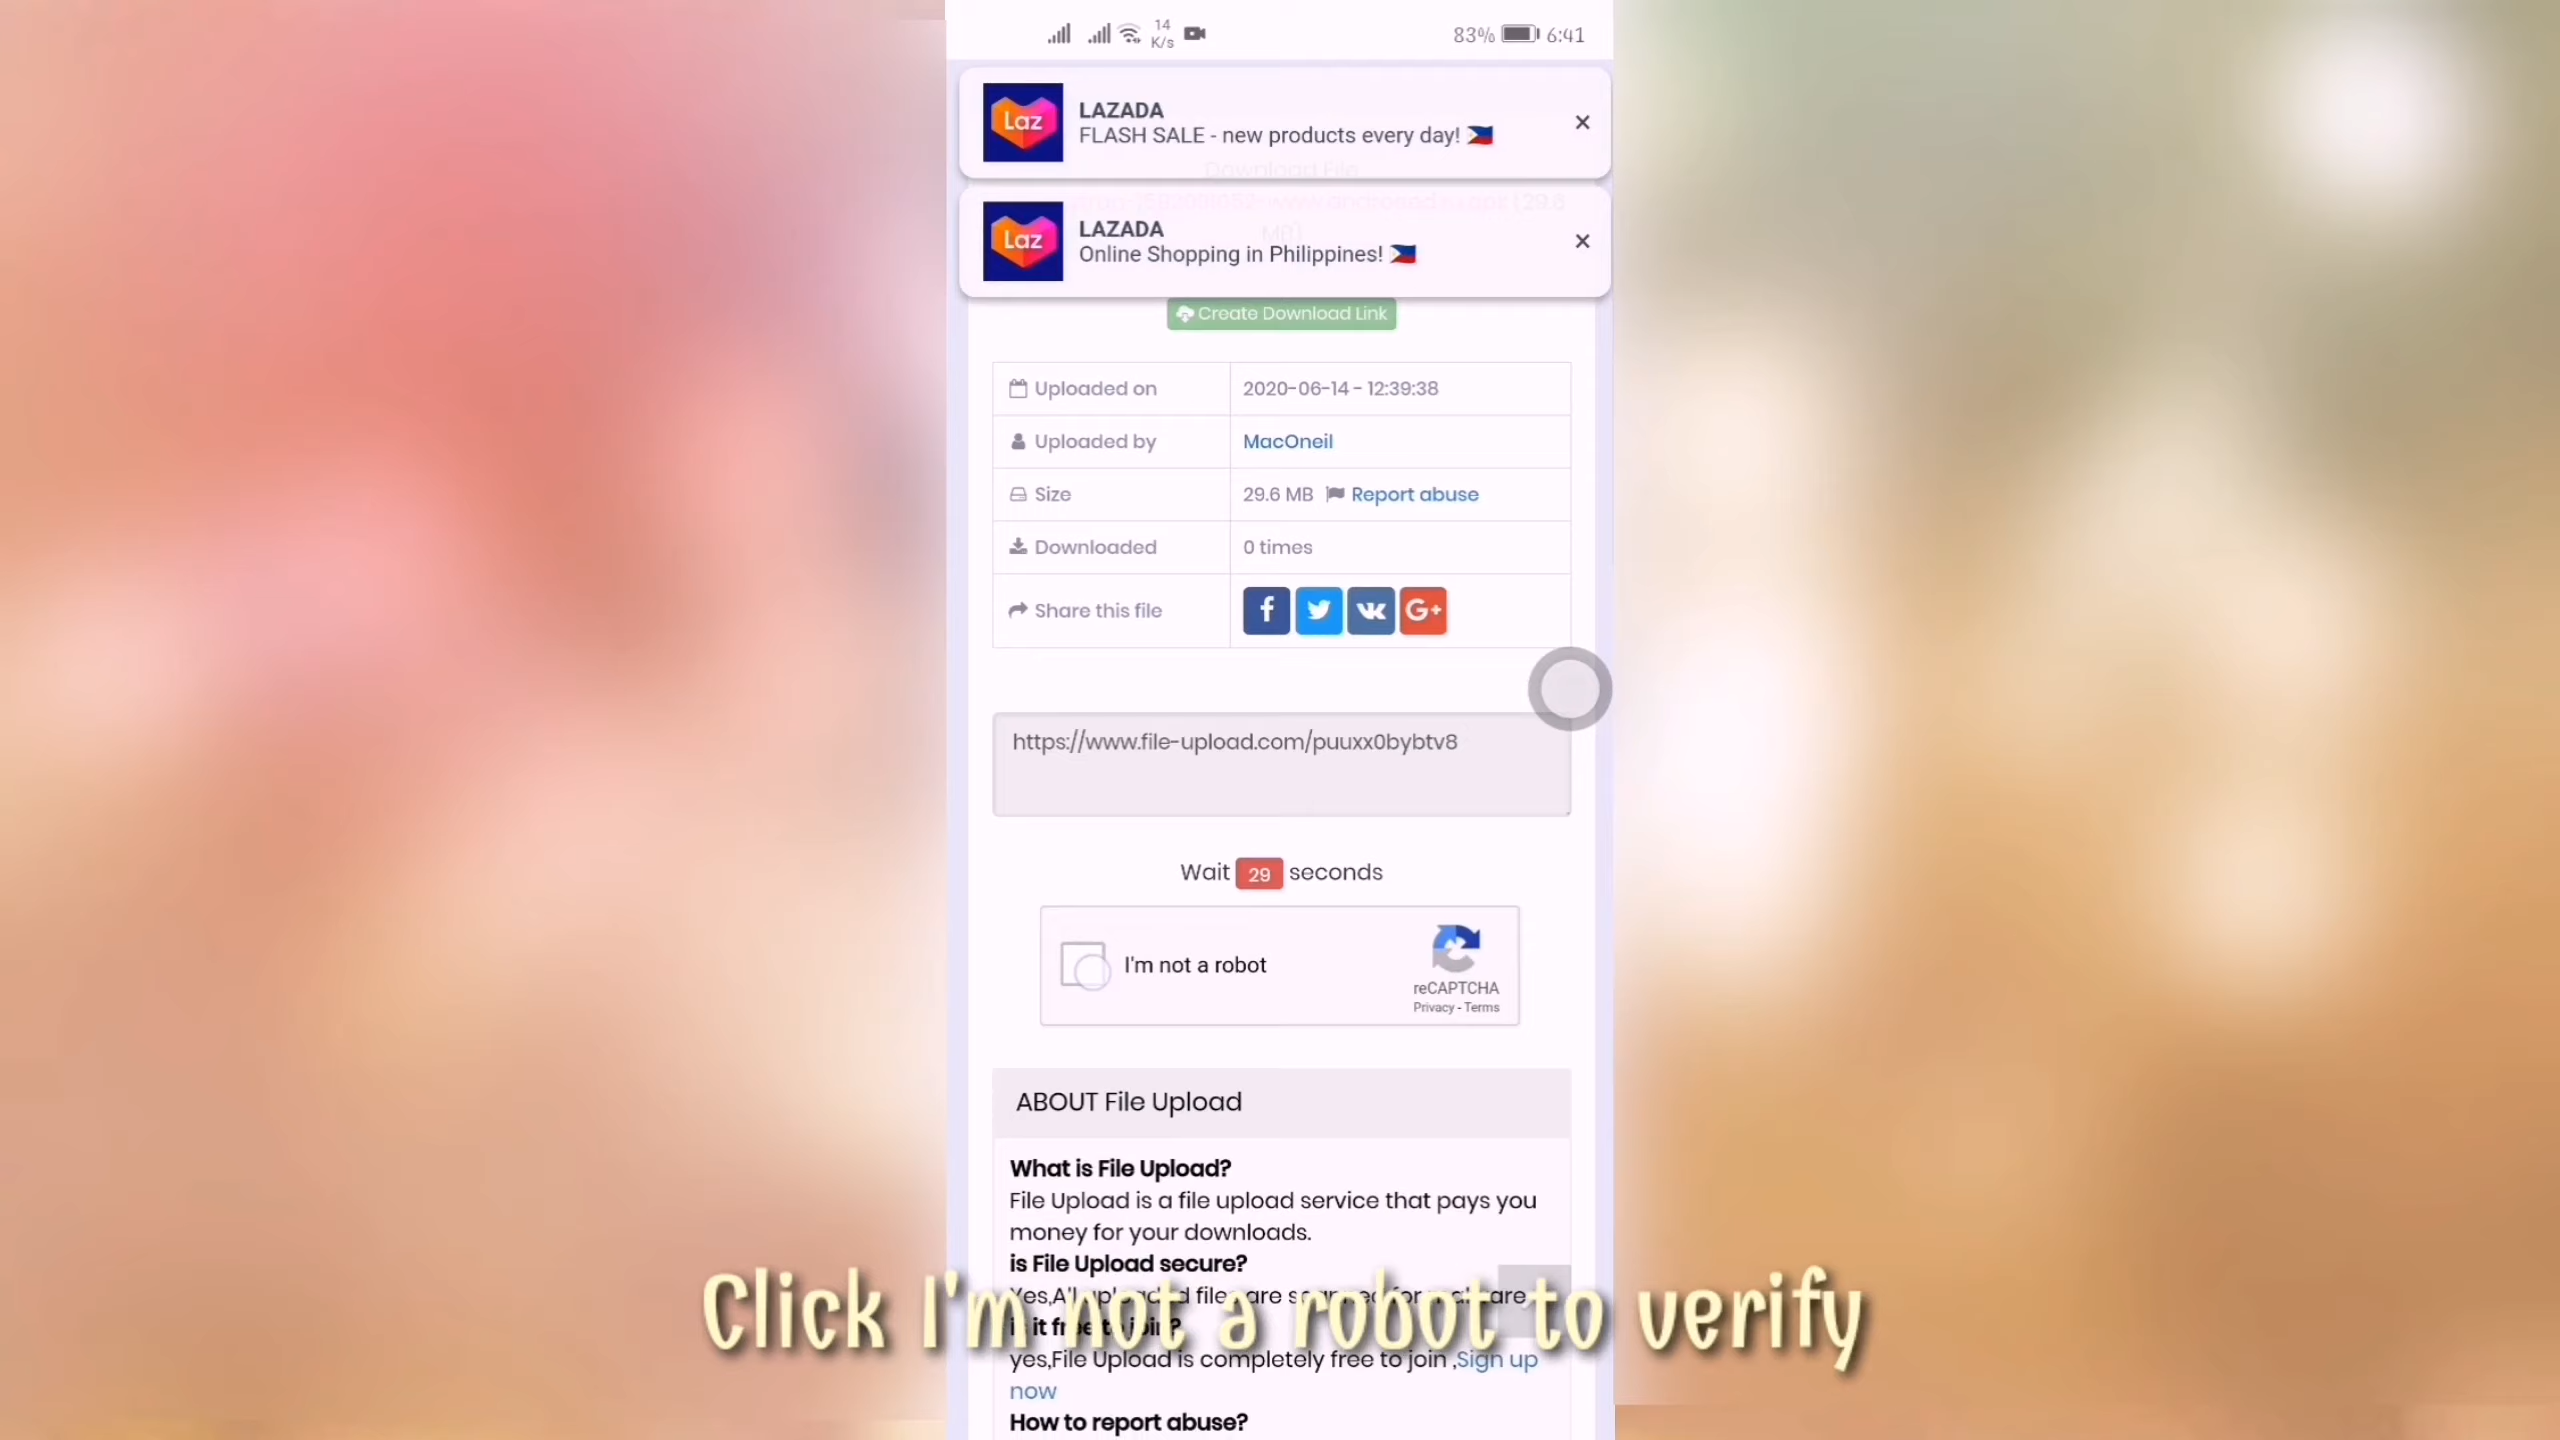 14
K/s
83%
6:41
Laz
LAZADA
FLASH SALE - new products every day! 🇵🇭
×
Download File
Laz
LAZADA
Online Shopping in Philippines! 🇵🇭
×
Create Download Link
Uploaded on
2020-06-14 - 12:39:38
Uploaded by
MacOneil
Size
29.6 MB Report abuse
Downloaded
0 times
Share this file
https://www.file-upload.com/puuxx0bybtv8
Wait 29 seconds
I'm not a robot
reCAPTCHA
Privacy - Terms
ABOUT File Upload
What is File Upload?
File Upload is a file upload service that pays you
money for your downloads.
is File Upload secure?
files are for
Click I'm not a robot to verify
yes,File Upload is completely free to join ,Sign up
now
How to report abuse?